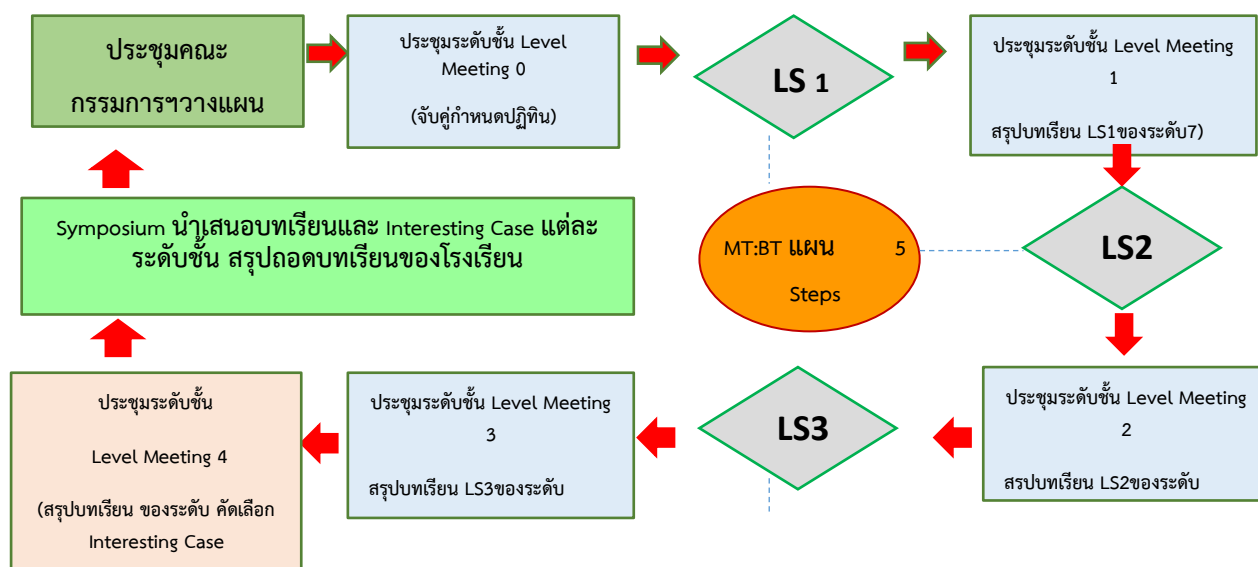 ประชุมคณะ
กรรมการฯวางแผน
ประชุมระดับชั้น Level
Meeting 0
(จับคู่กำหนดปฏิทิน)
LS 1
ประชุมระดับชั้น Level Meeting
1
สรุปบทเรียน LS1ของระดับ7)
Symposium นำเสนอบทเรียนและ Interesting Case แต่ละ
ระดับชั้น สรุปถอดบทเรียนของโรงเรียน
MT:BT แผน 5
Steps
LS2
ประชุมระดับชั้น
Level Meeting 4
(สรุปบทเรียน ของระดับ คัดเลือก
Interesting Case
ประชุมระดับชั้น Level Meeting
3
สรุปบทเรียน LS3ของระดับ
LS3
ประชุมระดับชั้น Level Meeting
2
สรปบทเรียน LS2ของระดับ